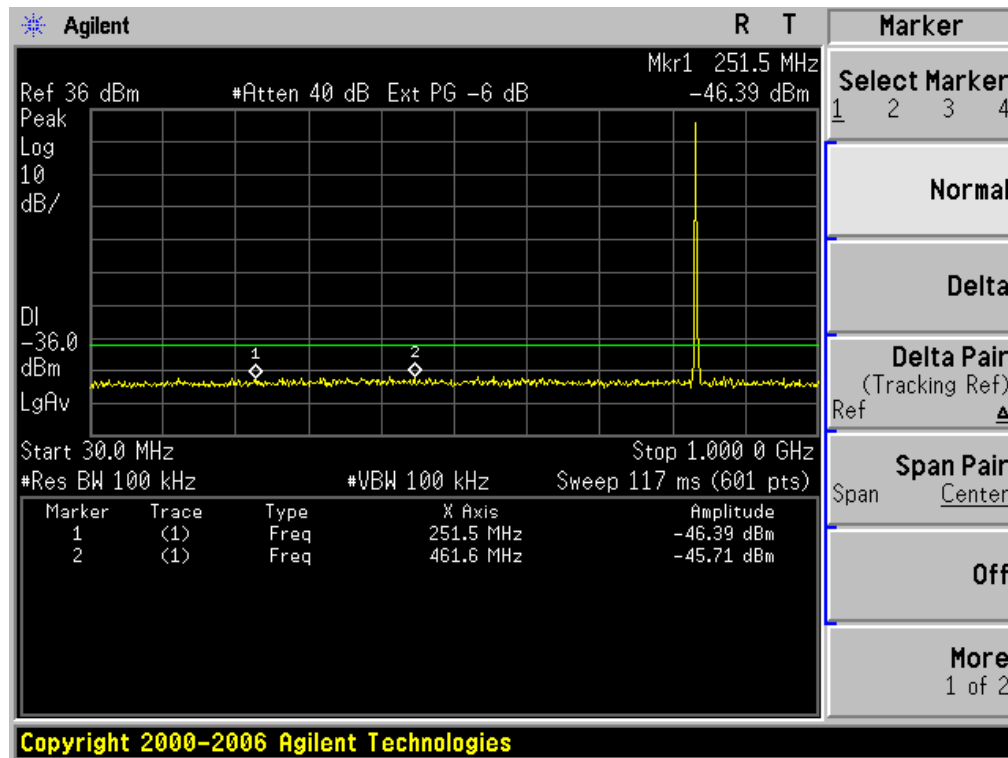 Agilent R T Marker
Mkr1 251.5 MHz
Ref 36 dBm #Atten 40 dB Ext PG -6 dB -46.39 dBm
Peak
Log
10
dB/
DI
-36.0
dBm
LgAv
1
2
Start 30.0 MHz Stop 1.000 0 GHz
#Res BW 100 kHz #VBW 100 kHz Sweep 117 ms (601 pts)
Marker Trace Type X Axis Amplitude
1 (1) Freq 251.5 MHz -46.39 dBm
2 (1) Freq 461.6 MHz -45.71 dBm
Select Marker
1 2 3 4
Normal
Delta
Delta Pair
(Tracking Ref)
Ref Δ
Span Pair
Span Center
Off
More
1 of 2
Copyright 2000-2006 Agilent Technologies